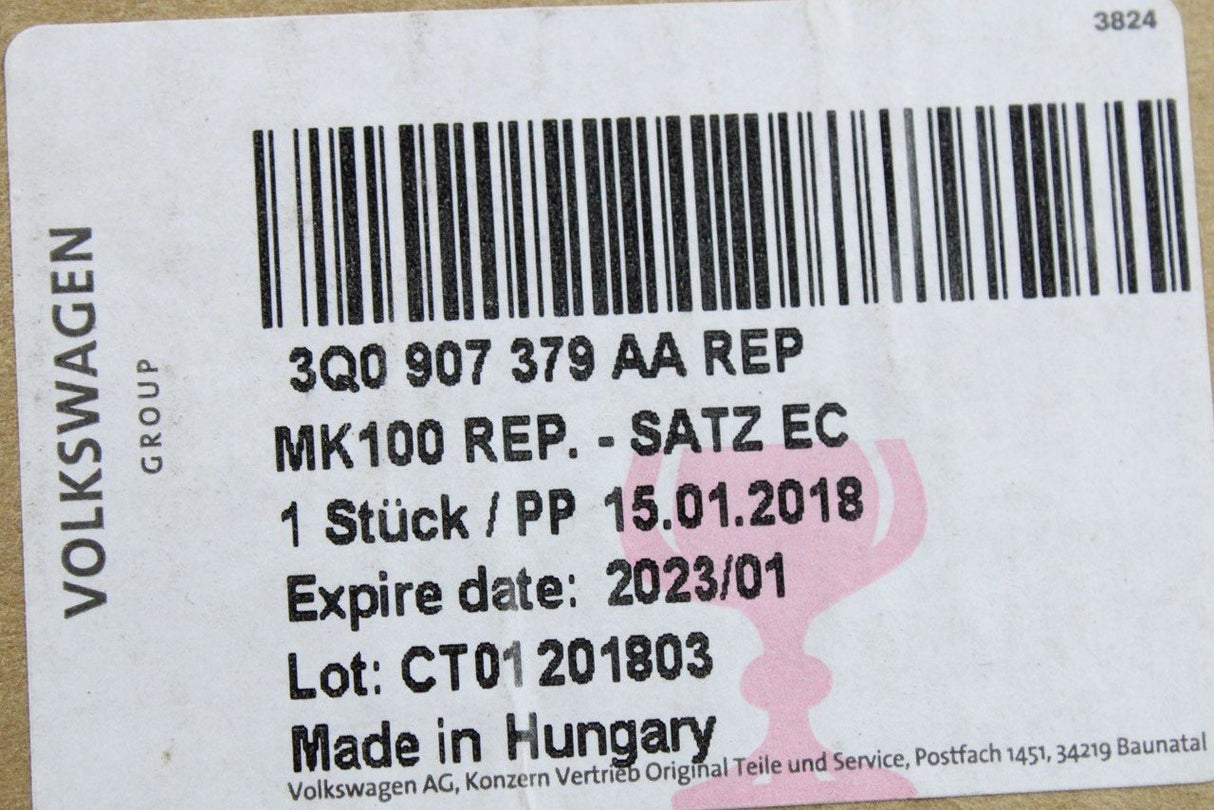 3824
VOLKSWAGEN
GROUP
3Q0 907 379 AA REP
MK100 REP. - SATZ EC
1 Stück / PP 15.01.2018
Expire date: 2023/01
Lot: CT01201803
Made in Hungary
Volkswagen AG, Konzern Vertrieb Original Teile und Service, Postfach 1451, 34219 Baunatal